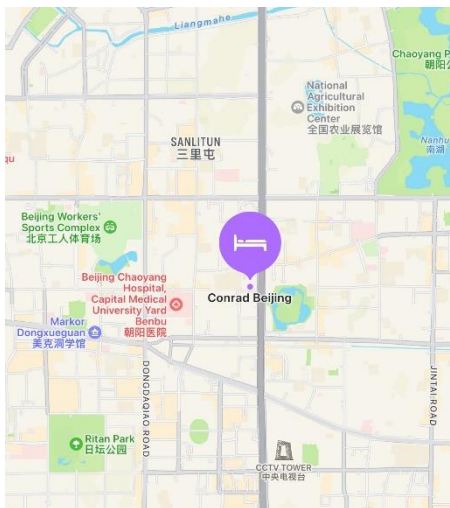 Liangmahe
Chaoyang P
朝阳公
National
Agricultural
Exhibition
Center
全国农业展览馆
Nanhu
南湖
SANLITUN
三里屯
qu
Beijing Workers'
Sports Complex
北京工人体育场
Beijing Chaoyang
Hospital,
Capital Medical
University Yard
Benbu
朝阳医院
Conrad Beijing
Markor
Dongxueguan
美克洞学馆
DONGDAQIAO ROAD
JINTAI ROAD
Ritan Park
日坛公园
CCTV TOWER
中央电视台